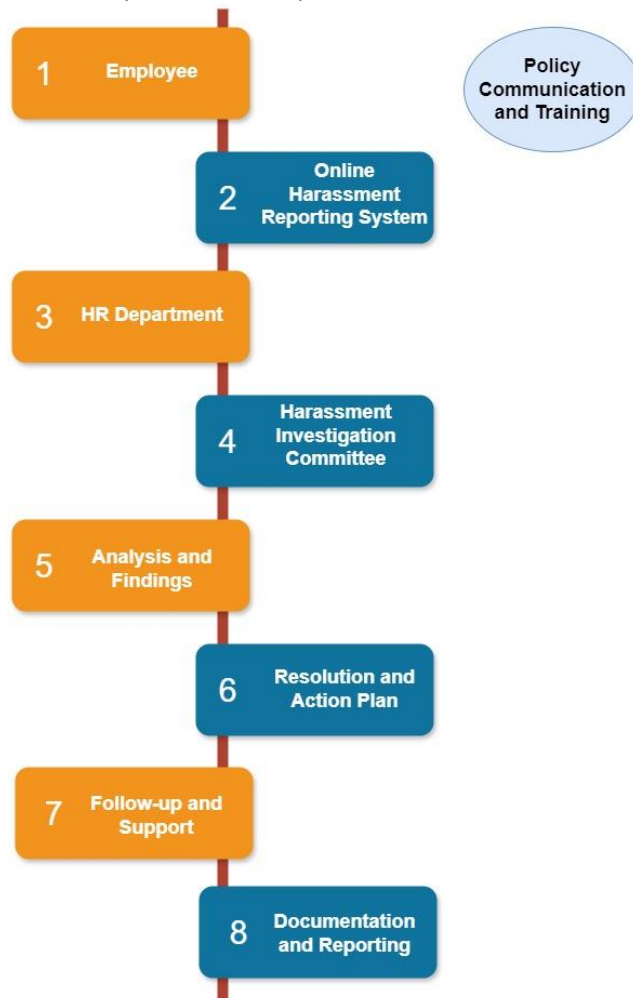 1
Employee
Policy
Communication
and Training
2
Online
Harassment
Reporting System
3
HR Department
4
Harassment
Investigation
Committee
5
Analysis and
Findings
6
Resolution and
Action Plan
7
Follow-up and
Support
8
Documentation
and Reporting